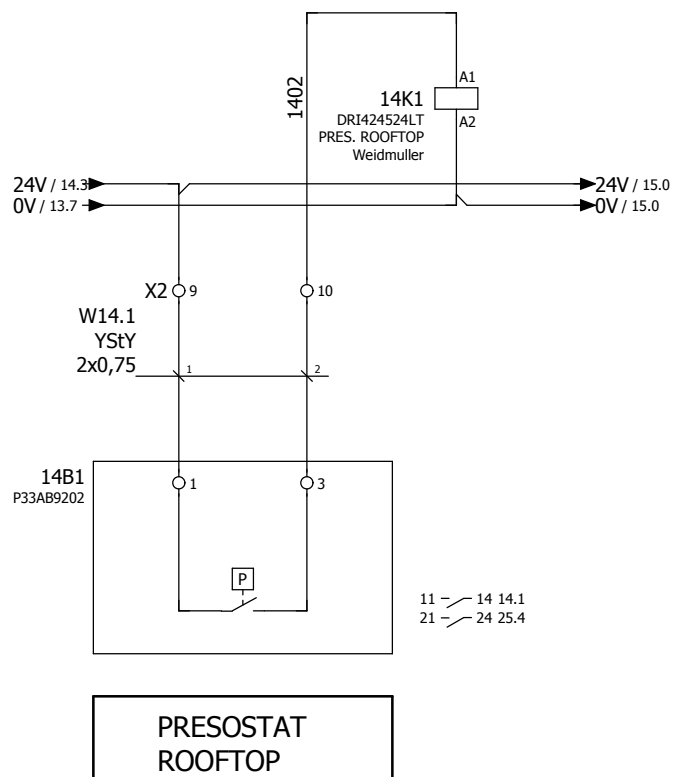 1402
A1
14K1
DRI424524LT
A2
PRES. ROOFTOP
Weidmuller
24V / 14.3
24V / 15.0
0V / 13.7
0V / 15.0
X2 9
10
W14.1
YStY
2x0,75
1
2
14B1
P33AB9202
1
3
P
11 14 14.1
21 24 25.4
PRESOSTAT
ROOFTOP